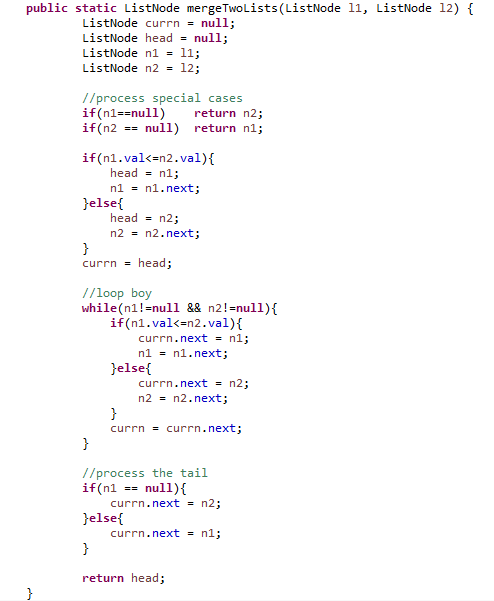 public static ListNode mergeTwoLists(ListNode l1, ListNode l2) {
        ListNode currn = null;
        ListNode head = null;
        ListNode n1 = l1;
        ListNode n2 = l2;

        //process special cases
        if(n1==null)    return n2;
        if(n2 == null)  return n1;

        if(n1.val<=n2.val){
            head = n1;
            n1 = n1.next;
        }else{
            head = n2;
            n2 = n2.next;
        }
        currn = head;

        //loop boy
        while(n1!=null && n2!=null){
            if(n1.val<=n2.val){
                currn.next = n1;
                n1 = n1.next;
            }else{
                currn.next = n2;
                n2 = n2.next;
            }
            currn = currn.next;
        }

        //process the tail
        if(n1 == null){
            currn.next = n2;
        }else{
            currn.next = n1;
        }

        return head;
}